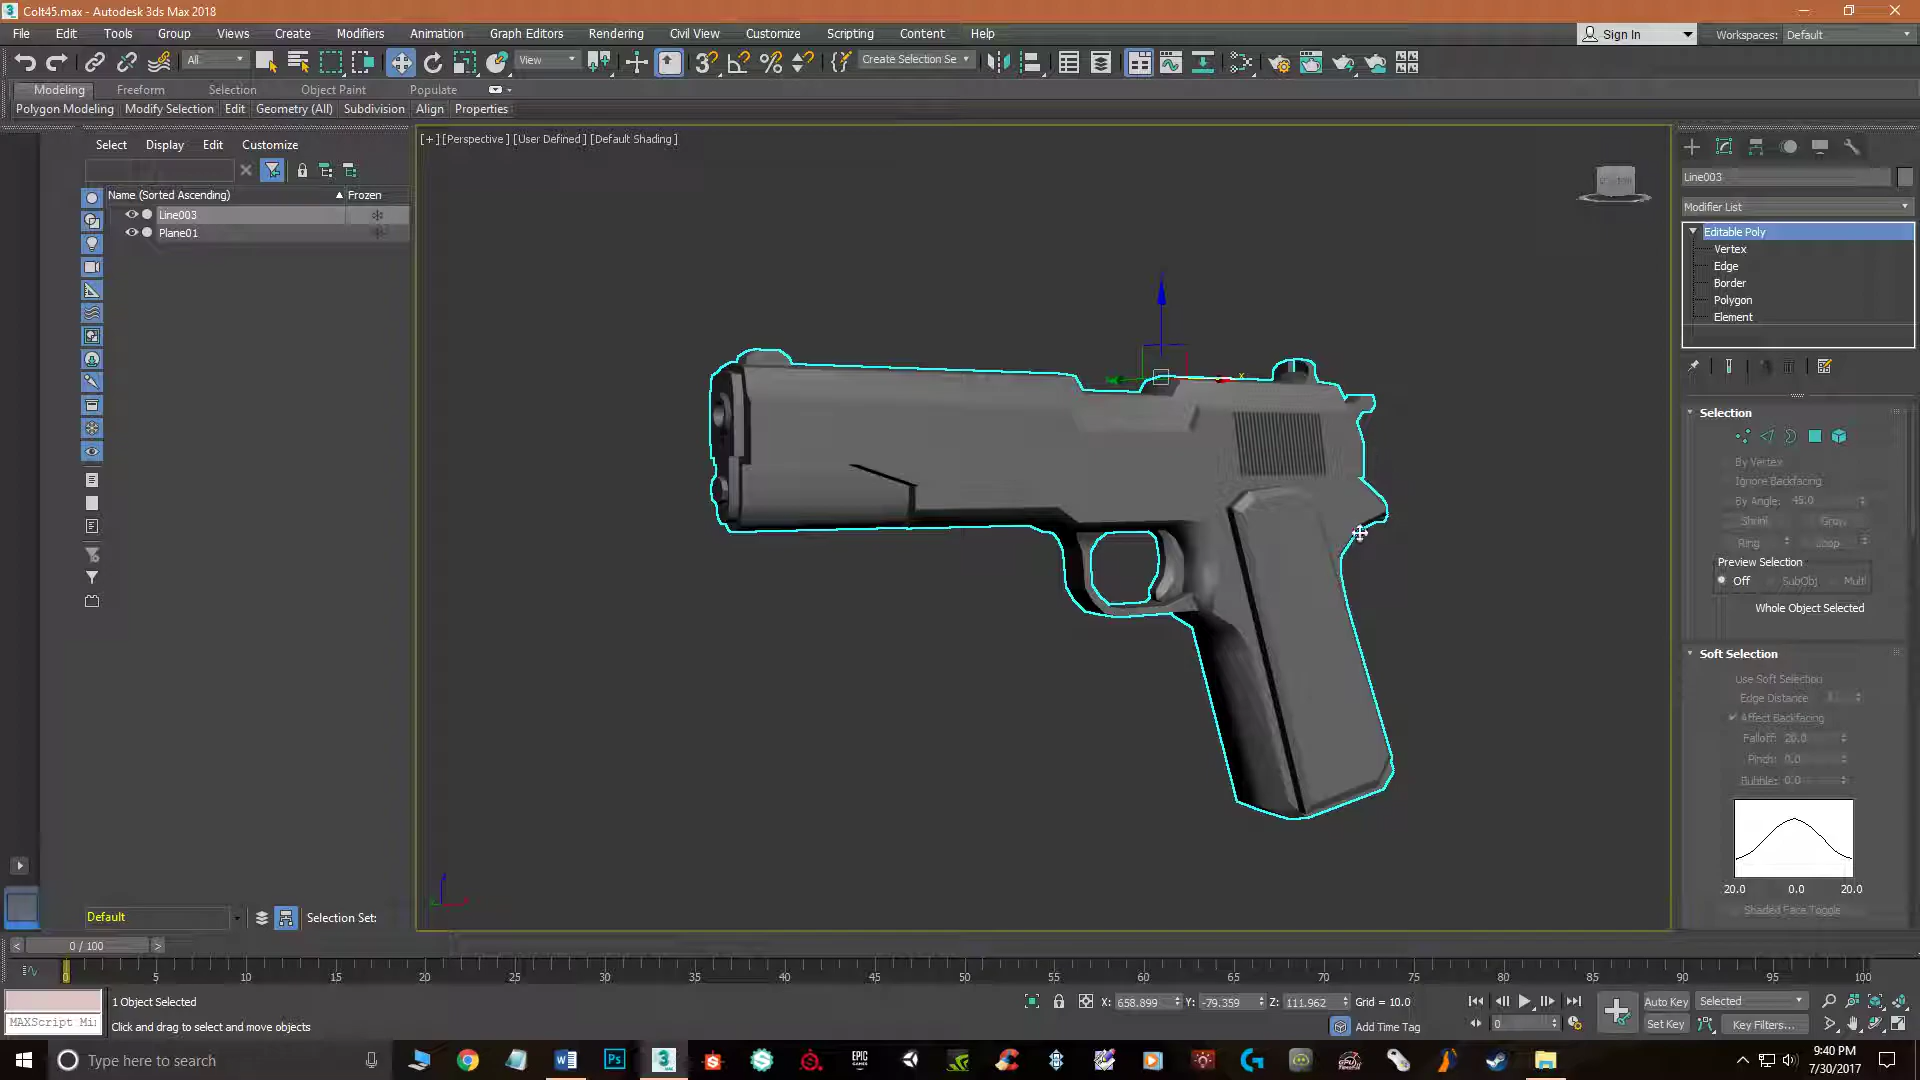 Colt45.max - Autodesk 3ds Max 2018
File Edit Tools Group Views Create Modifiers Animation Graph Editors Rendering Civil View Customize Scripting Content Help
Sign In Workspaces: Default
All View Create Selection Se
Modeling Freeform Selection Object Paint Populate
Polygon Modeling Modify Selection Edit Geometry (All) Subdivision Align Properties
Select Display Edit Customize
Name (Sorted Ascending) Frozen
Line003
Plane01
[+] [Perspective] [User Defined] [Default Shading]
x
Line003
Modifier List
Editable Poly
Vertex
Edge
Border
Polygon
Element
Selection
By Vertex
Ignore Backfacing
By Angle: 45.0
Ring Loop
Preview Selection
Off SubObj Multi
Whole Object Selected
Soft Selection
Use Soft Selection
Edge Distance
Affect Backfacing
Falloff: 20.0
Pinch: 0.0
Bubble: 0.0
20.0 0.0 20.0
Shaded Face Toggle
Default Selection Set:
< 0 / 100 >
0 5 10 15 20 25 30 35 40 45 50 55 60 65 70 75 80 85 90 95 100
1 Object Selected X: 658.899 Y: -79.359 Z: 111.962 Grid = 10.0 Auto Key Selected
MAXScript Mi Click and drag to select and move objects Add Time Tag 0 Set Key Key Filters...
Type here to search
EPIC GAMES
9:40 PM
7/30/2017